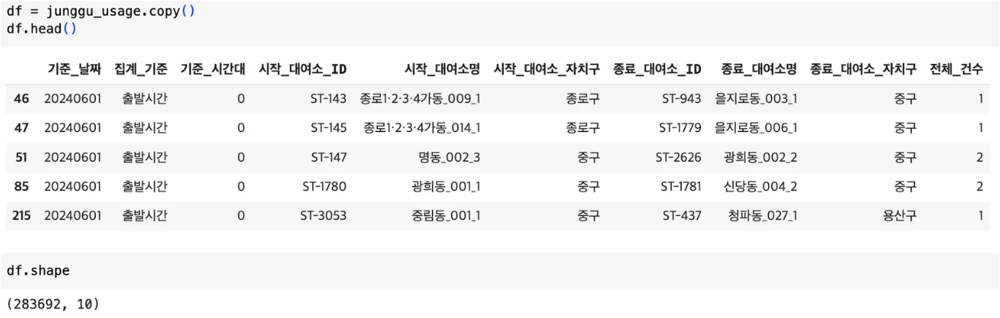 df = junggu_usage.copy()
df.head()
기준_날짜 집계_기준 기준_시간대 시작_대여소_ID 시작_대여소명 시작_대여소_자치구 종료_대여소_ID 종료_대여소명 종료_대여소_자치구 전체_건수
46 20240601 출발시간 0 ST-143 종로1·2·3·4가동_009_1 종로구 ST-943 을지로동_003_1 중구 1
47 20240601 출발시간 0 ST-145 종로1·2·3·4가동_014_1 종로구 ST-1779 을지로동_006_1 중구 1
51 20240601 출발시간 0 ST-147 명동_002_3 중구 ST-2626 광희동_002_2 중구 2
85 20240601 출발시간 0 ST-1780 광희동_001_1 중구 ST-1781 신당동_004_2 중구 2
215 20240601 출발시간 0 ST-3053 중림동_001_1 중구 ST-437 청파동_027_1 용산구 1
df.shape
(283692, 10)